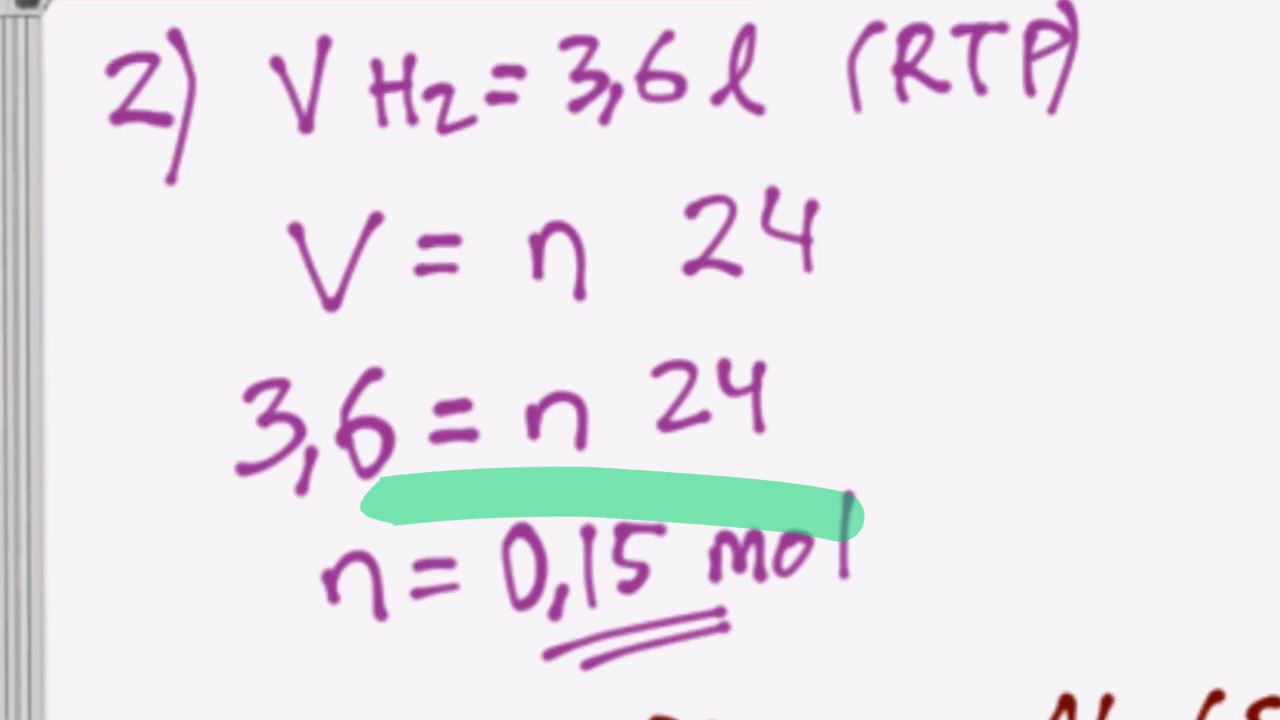 2) V H₂ = 3,6 l (RTP)
V = n 24
3,6 = n 24
n = 0,15 mol